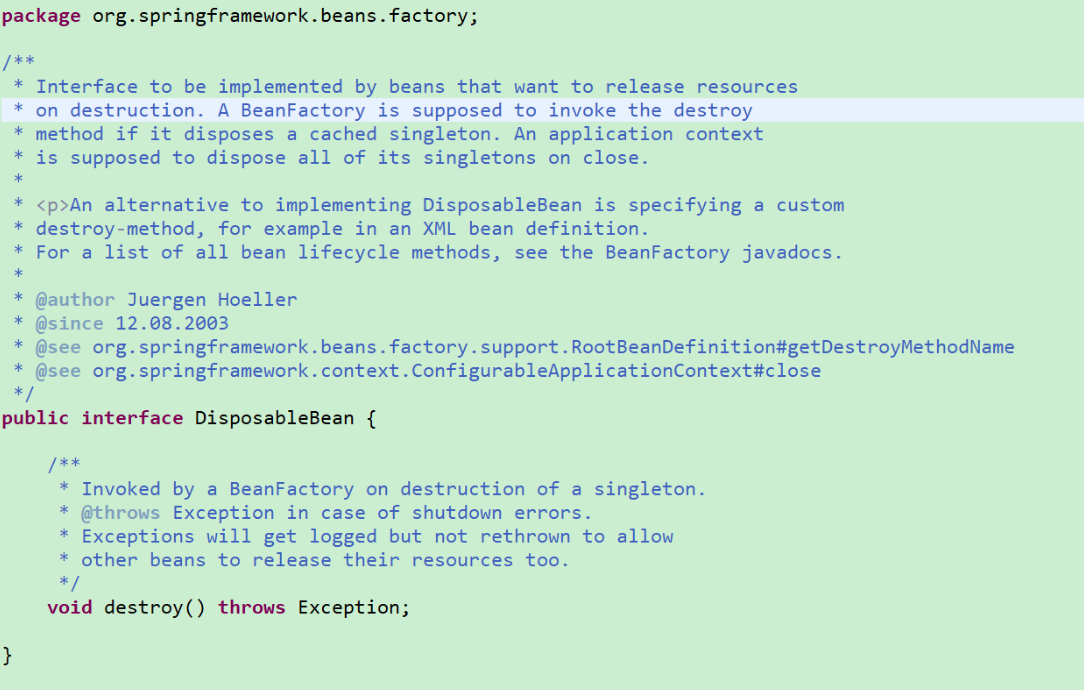 package org.springframework.beans.factory;
/**
* Interface to be implemented by beans that want to release resources
* on destruction. A BeanFactory is supposed to invoke the destroy
* method if it disposes a cached singleton. An application context
* is supposed to dispose all of its singletons on close.
*
* <p>An alternative to implementing DisposableBean is specifying a custom
* destroy-method, for example in an XML bean definition.
* For a list of all bean lifecycle methods, see the BeanFactory javadocs.
*
* @author Juergen Hoeller
* @since 12.08.2003
* @see org.springframework.beans.factory.support.RootBeanDefinition#getDestroyMethodName
* @see org.springframework.context.ConfigurableApplicationContext#close
*/
public interface DisposableBean {
/**
* Invoked by a BeanFactory on destruction of a singleton.
* @throws Exception in case of shutdown errors.
* Exceptions will get logged but not rethrown to allow
* other beans to release their resources too.
*/
void destroy() throws Exception;
}